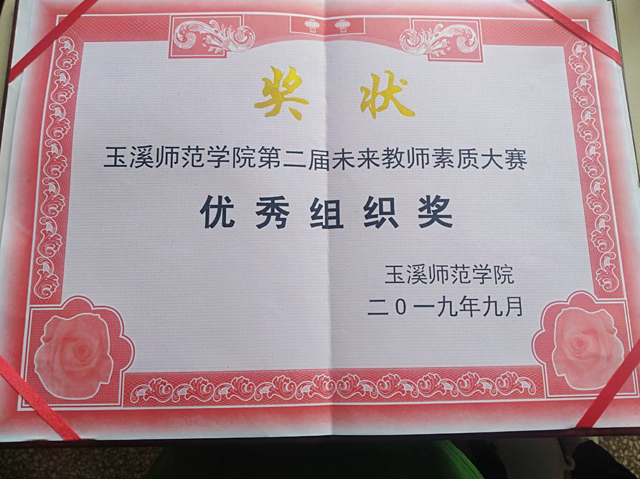 奖状
玉溪师范学院第二届未来教师素质大赛
优秀组织奖
玉溪师范学院
二0一九年九月